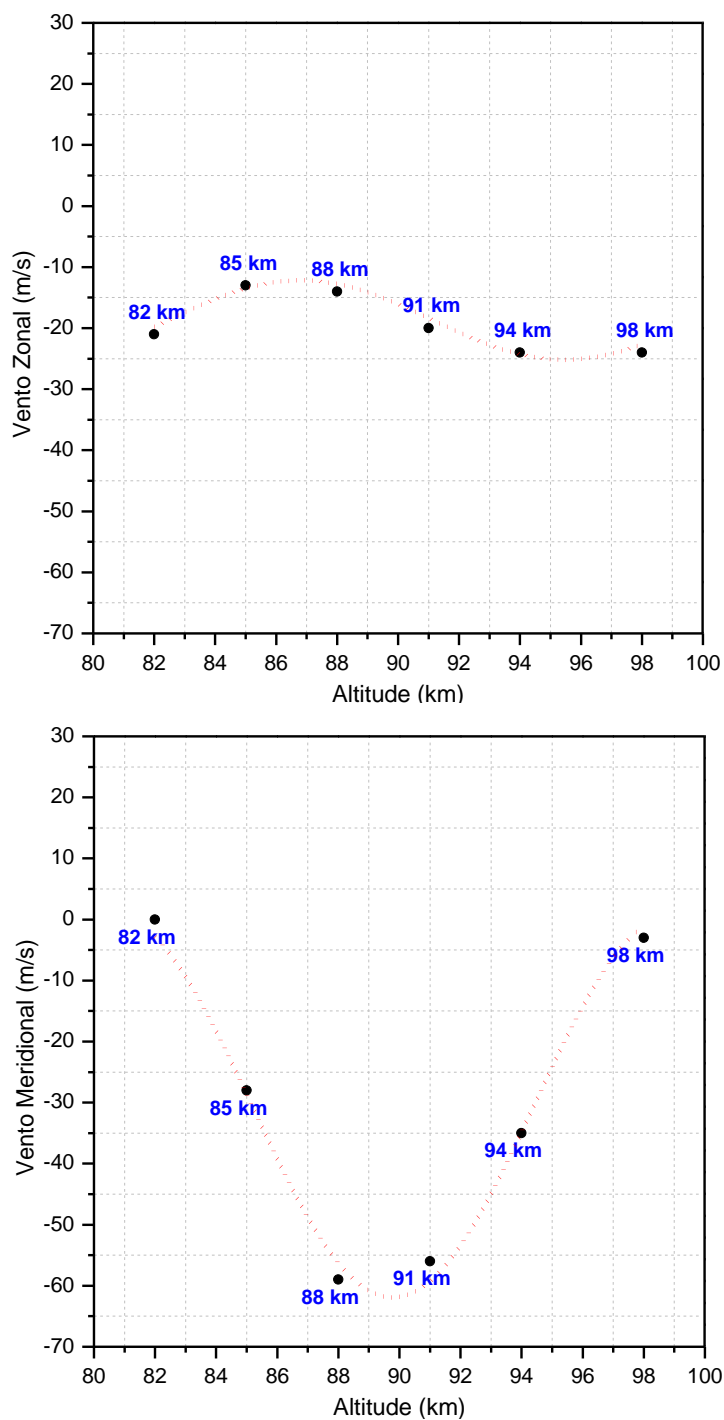 30
20
10
0
-10
-20
-30
-40
-50
-60
-70
Vento Zonal (m/s)
82 km
85 km
88 km
91 km
94 km
98 km
80 82 84 86 88 90 92 94 96 98 100
Altitude (km)
30
20
10
0
-10
-20
-30
-40
-50
-60
-70
Vento Meridional (m/s)
82 km
85 km
88 km
91 km
94 km
98 km
80 82 84 86 88 90 92 94 96 98 100
Altitude (km)